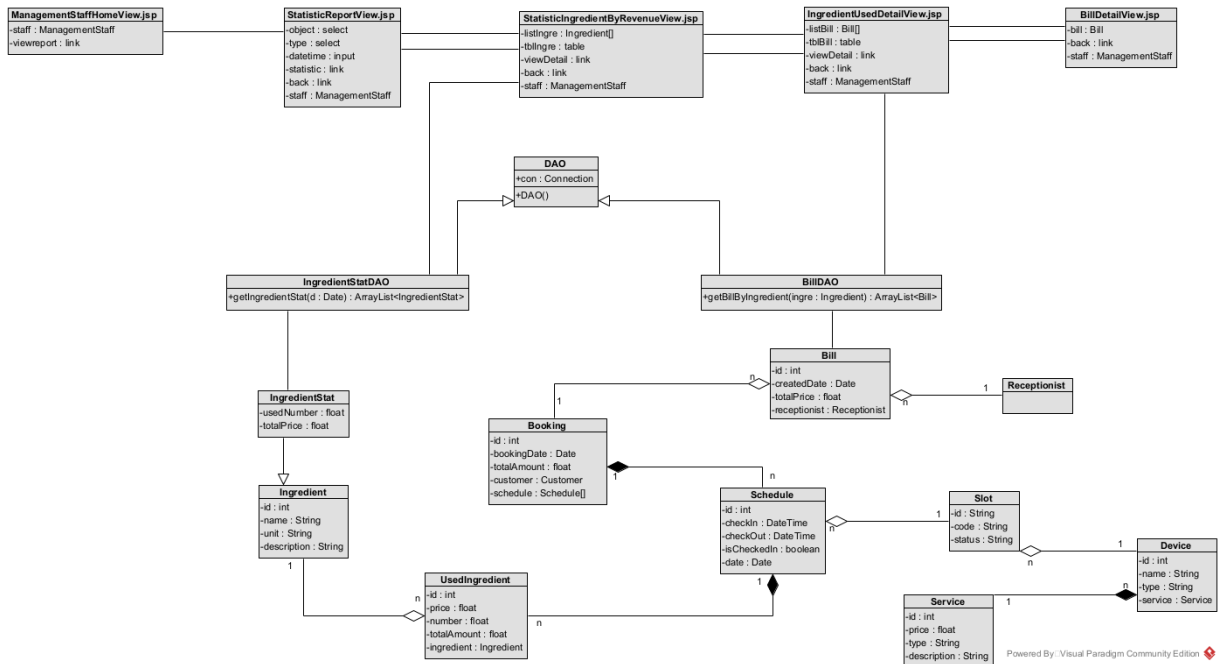 ManagementStaffHomeView.jsp
-staff : ManagementStaff
-viewreport : link
StatisticReportView.jsp
-object : select
-type : select
-datetime : input
-statistic : link
-back : link
-staff : ManagementStaff
StatisticIngredientByRevenueView.jsp
-listIngre : Ingredient[]
-tblIngre : table
-viewDetail : link
-back : link
-staff : ManagementStaff
IngredientUsedDetailView.jsp
-listBill : Bill[]
-tblBill : table
-viewDetail : link
-back : link
-staff : ManagementStaff
BillDetailView.jsp
-bill : Bill
-back : link
-staff : ManagementStaff
DAO
+con : Connection
+DAO()
IngredientStatDAO
+getIngredientStat(d : Date) : ArrayList<IngredientStat>
BillDAO
+getBillByIngredient(ingre : Ingredient) : ArrayList<Bill>
Bill
-id : int
-createdDate : Date
-totalPrice : float
-receptionist : Receptionist
n
1
n
1
Receptionist
IngredientStat
-usedNumber : float
-totalPrice : float
Booking
-id : int
-bookingDate : Date
-totalAmount : float
-customer : Customer
-schedule : Schedule[]
1
n
Ingredient
-id : int
-name : String
-unit : String
-description : String
1
n
Schedule
-id : int
-checkIn : DateTime
-checkOut : DateTime
-isCheckedIn : boolean
-date : Date
n
1
1
n
Slot
-id : String
-code : String
-status : String
n
1
Device
-id : int
-name : String
-type : String
-service : Service
n
1
UsedIngredient
-id : int
-price : float
-number : float
-totalAmount : float
-ingredient : Ingredient
Service
-id : int
-price : float
-type : String
-description : String
Powered By Visual Paradigm Community Edition